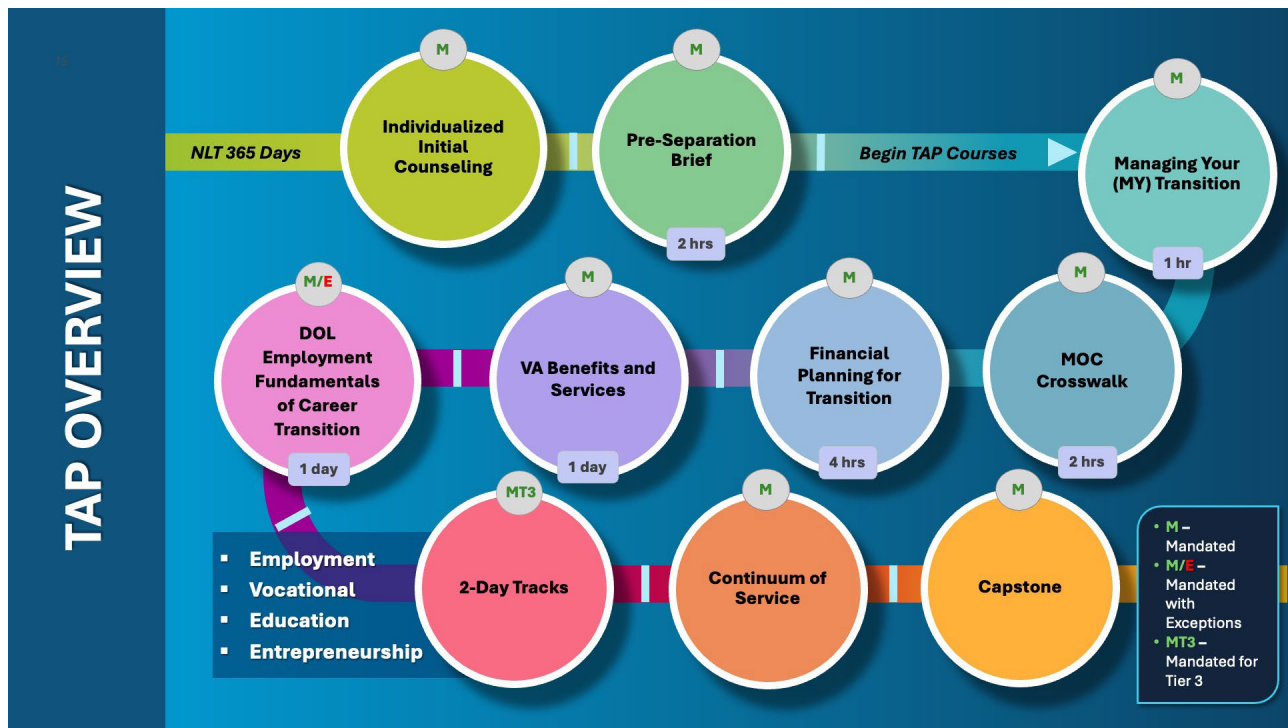 TAP OVERVIEW
M
Individualized
Initial
Counseling
NLT 365 Days
M
Pre-Separation
Brief
2 hrs
Begin TAP Courses
M
Managing Your
(MY) Transition
1 hr
M
MOC
Crosswalk
2 hrs
M
Financial
Planning for
Transition
4 hrs
M
VA Benefits and
Services
1 day
M/E
DOL
Employment
Fundamentals
of Career
Transition
1 day
▪ Employment
▪ Vocational
▪ Education
▪ Entrepreneurship
MT3
2-Day Tracks
M
Continuum of
Service
M
Capstone
• M –
Mandated
• M/E –
Mandated
with
Exceptions
• MT3 –
Mandated for
Tier 3